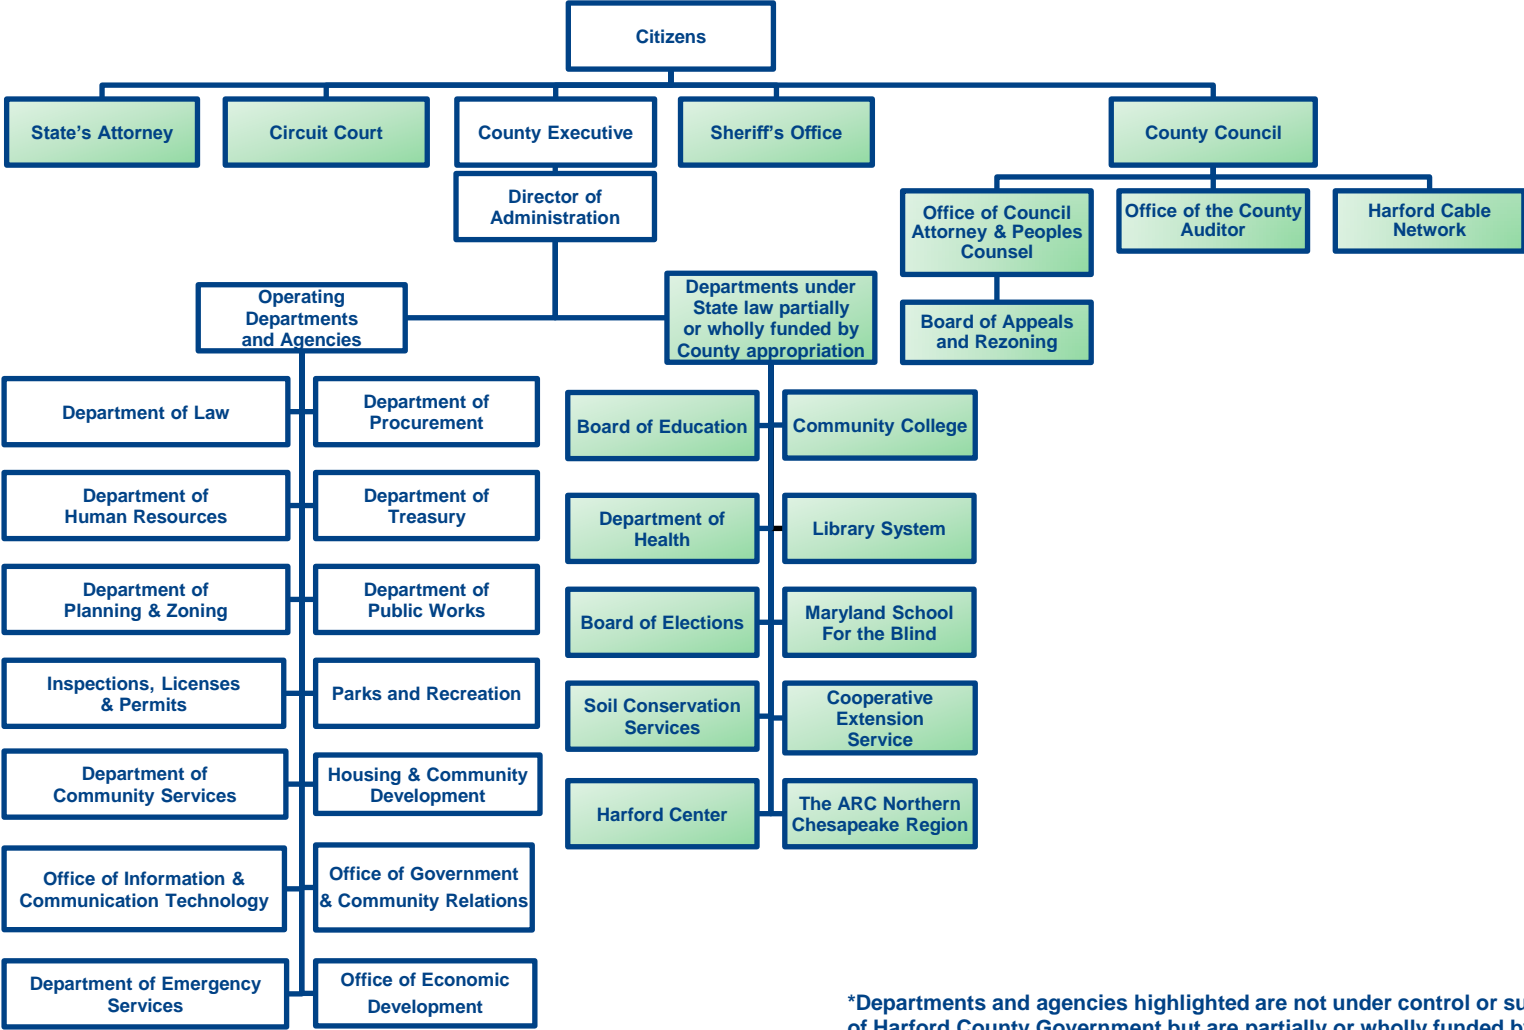 Citizens
State's Attorney
Circuit Court
County Executive
Sheriff's Office
County Council
Director of
Administration
Office of Council
Attorney & Peoples
Counsel
Office of the County
Auditor
Harford Cable
Network
Board of Appeals
and Rezoning
Operating
Departments
and Agencies
Departments under
State law partially
or wholly funded by
County appropriation
Department of Law
Department of
Procurement
Department of
Human Resources
Department of
Treasury
Department of
Planning & Zoning
Department of
Public Works
Inspections, Licenses
& Permits
Parks and Recreation
Department of
Community Services
Housing & Community
Development
Office of Information &
Communication Technology
Office of Government
& Community Relations
Department of Emergency
Services
Office of Economic
Development
Board of Education
Community College
Department of
Health
Library System
Board of Elections
Maryland School
For the Blind
Soil Conservation
Services
Cooperative
Extension
Service
Harford Center
The ARC Northern
Chesapeake Region
*Departments and agencies highlighted are not under control or su
of Harford County Government but are partially or wholly funded b